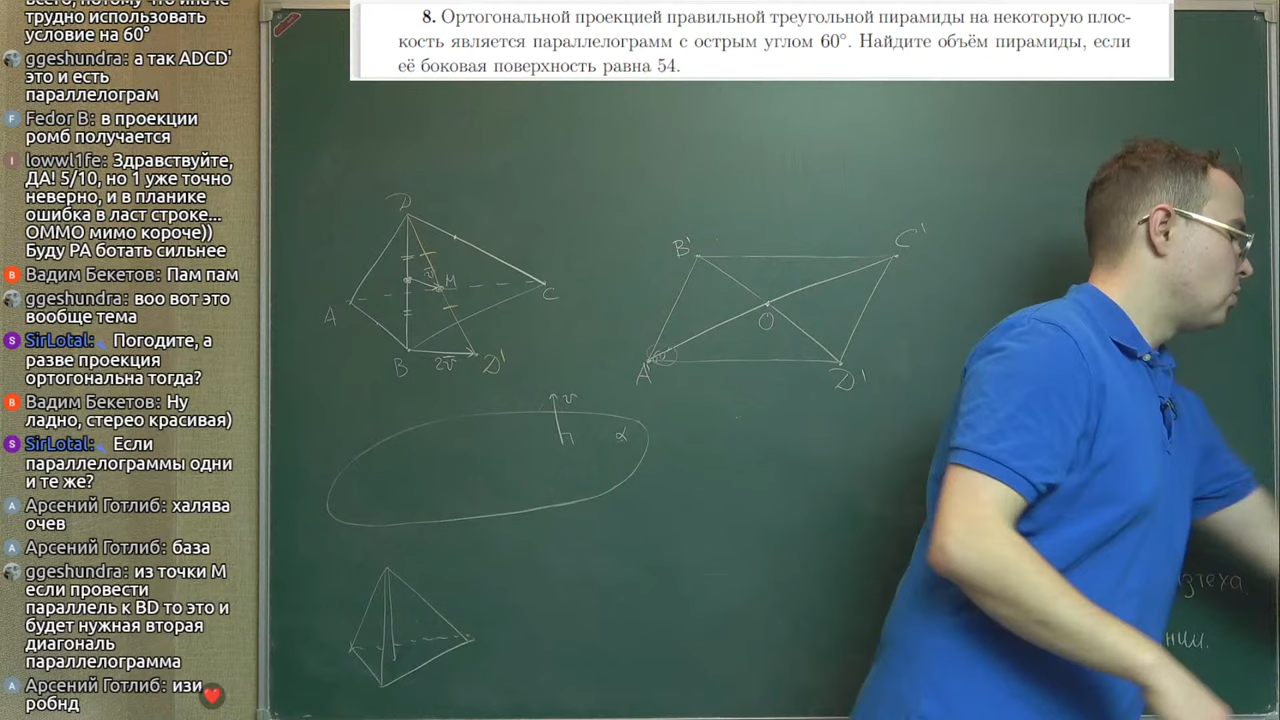 всего, потому что иначе
трудно использовать
условие на 60°
ggeshundra: а так ADCD'
это и есть
параллелограм
Fedor B: в проекции
ромб получается
lowwl1fe: Здравствуйте,
ДА! 5/10, но 1 уже точно
неверно, и в планике
ошибка в ласт строке...
ОММО мимо короче))
Буду РА ботать сильнее
Вадим Бекетов: Пам пам
ggeshundra: воо вот это
вообще тема
SirLotal: Погодите, а
разве проекция
ортогональна тогда?
Вадим Бекетов: Ну
ладно, стерео красивая)
SirLotal: Если
параллелограммы одни
и те же?
Арсений Готлиб: халява
очев
Арсений Готлиб: база
ggeshundra: из точки М
если провести
параллель к BD то это и
будет нужная вторая
диагональ
параллелограмма
Арсений Готлиб: изи
робнд
8. Ортогональной проекцией правильной треугольной пирамиды на некоторую плос-
кость является параллелограмм с острым углом 60°. Найдите объём пирамиды, если
её боковая поверхность равна 54.
D
v̅
M
A
C
B
2v̅
D'
v
α
B'
C'
O
A'
D'